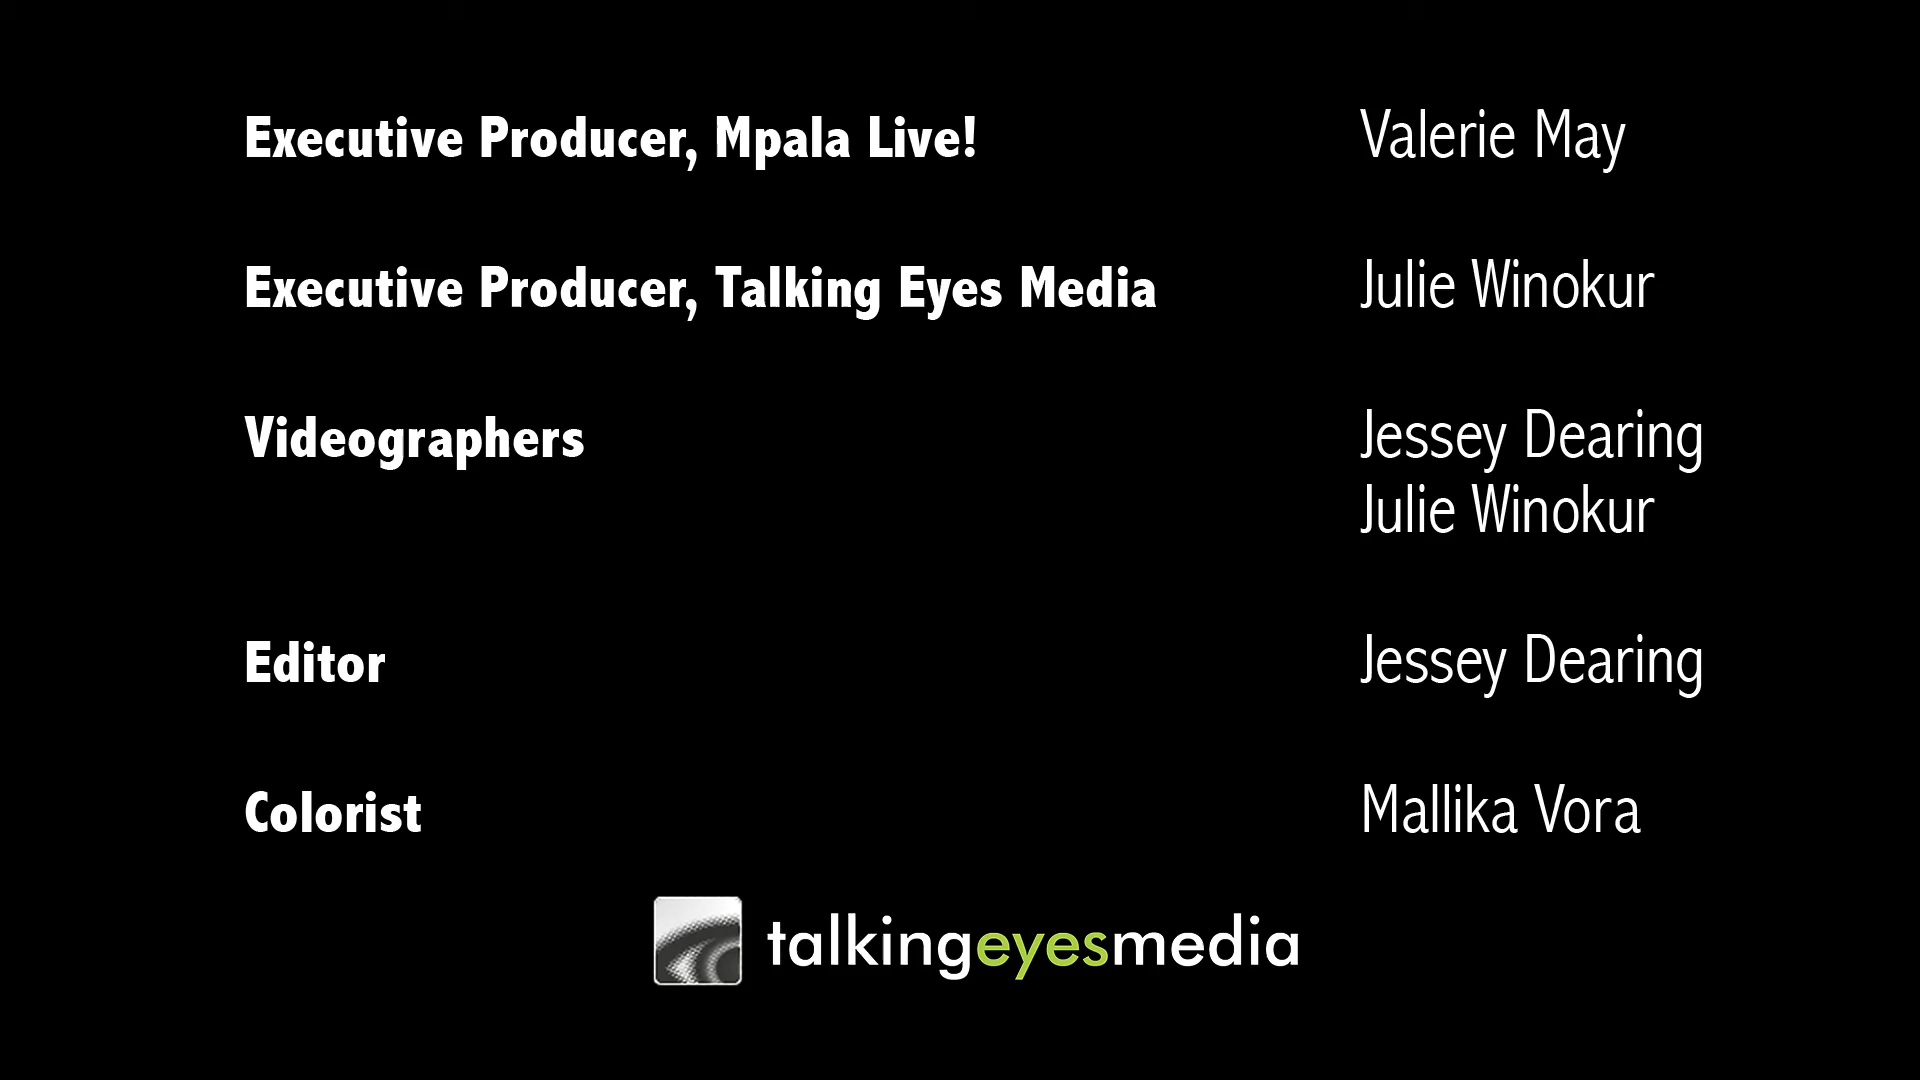 Executive Producer, Mpala Live! Valerie May
Executive Producer, Talking Eyes Media Julie Winokur
Videographers Jessey Dearing
Julie Winokur
Editor Jessey Dearing
Colorist Mallika Vora
talkingeyesmedia